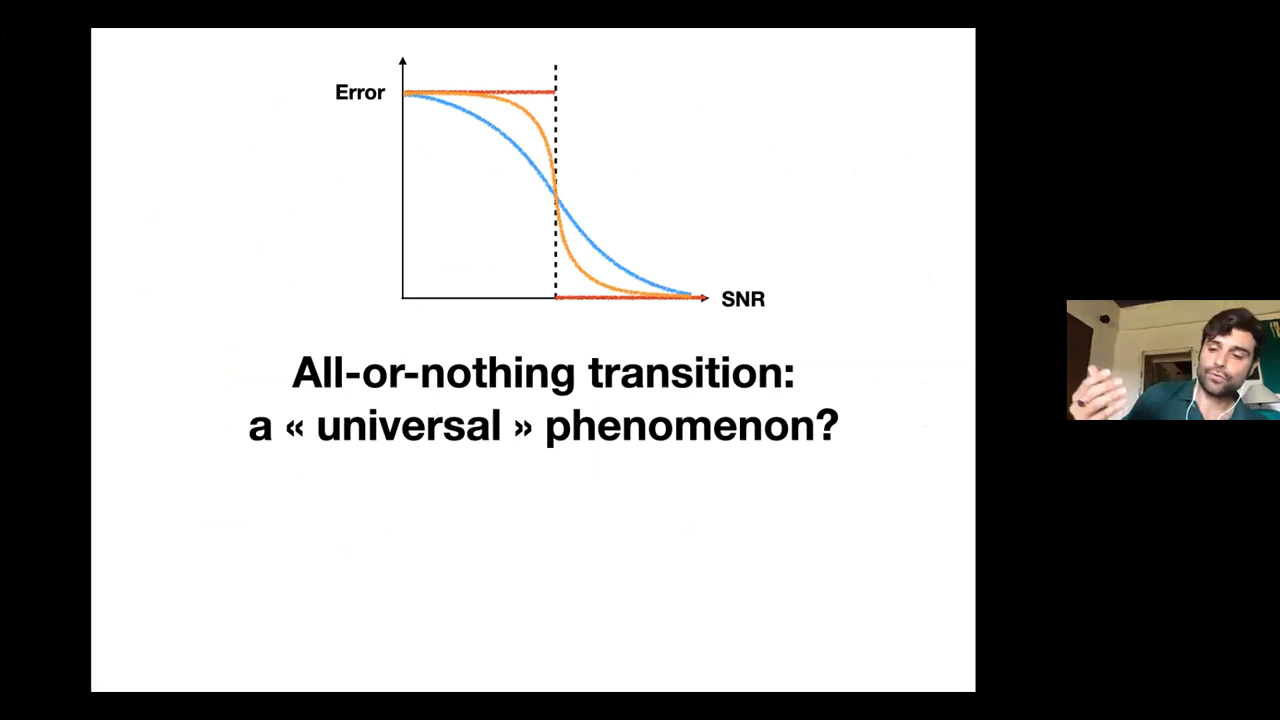 Error
SNR
All-or-nothing transition:
a « universal » phenomenon?